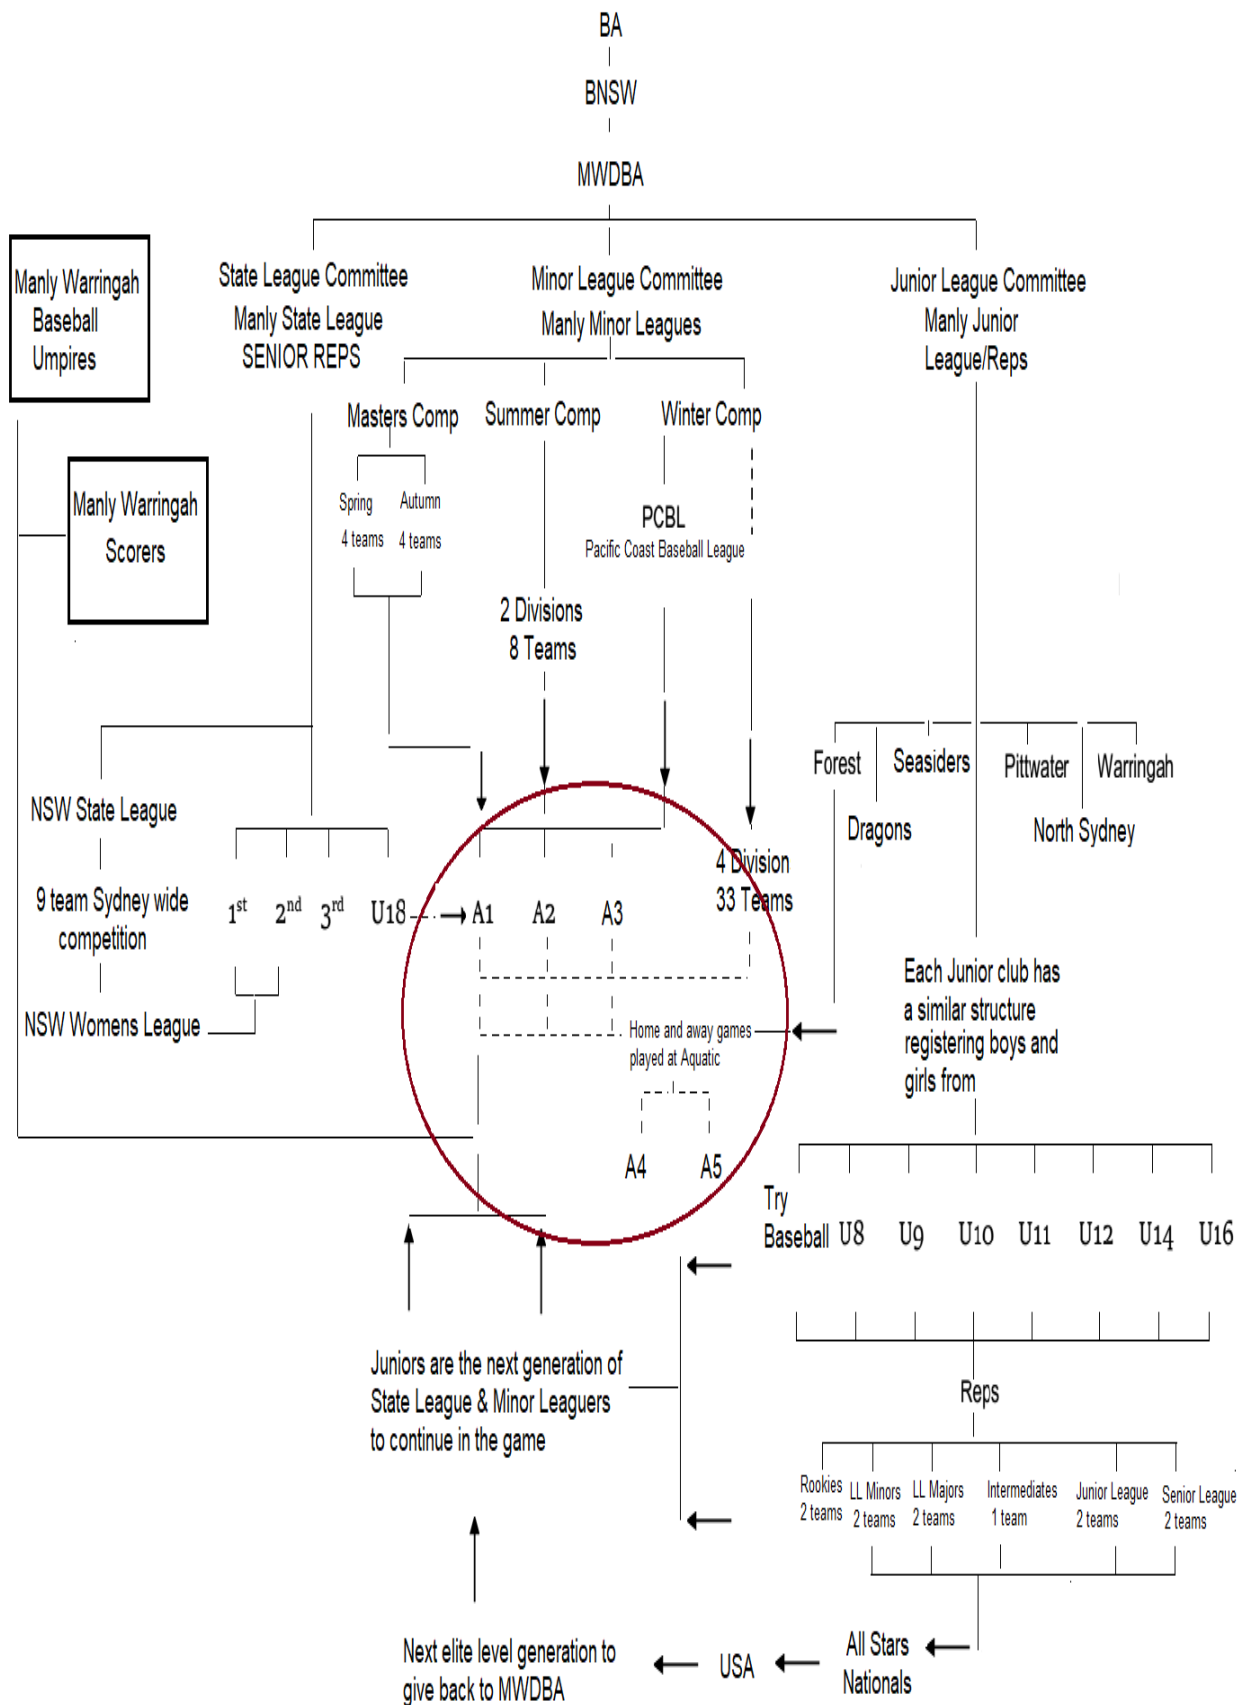 BA
BNSW
MWDBA
Manly Warringah
Baseball
Umpires
State League Committee
Manly State League
SENIOR REPS
Minor League Committee
Manly Minor Leagues
Junior League Committee
Manly Junior
League/Reps
Masters Comp
Summer Comp
Winter Comp
Manly Warringah
Scorers
Spring
4 teams
Autumn
4 teams
PCBL
Pacific Coast Baseball League
2 Divisions
8 Teams
Forest
Seasiders
Pittwater
Warringah
Dragons
North Sydney
NSW State League
9 team Sydney wide
competition
NSW Womens League
1st
2nd
3rd
U18
A1
A2
A3
4 Division
33 Teams
Home and away games
played at Aquatic
A4
A5
Each Junior club has
a similar structure
registering boys and
girls from
Try
Baseball
U8
U9
U10
U11
U12
U14
U16
Juniors are the next generation of
State League & Minor Leaguers
to continue in the game
Reps
Rookies
2 teams
LL Minors
2 teams
LL Majors
2 teams
Intermediates
1 team
Junior League
2 teams
Senior League
2 teams
All Stars
Nationals
USA
Next elite level generation to
give back to MWDBA